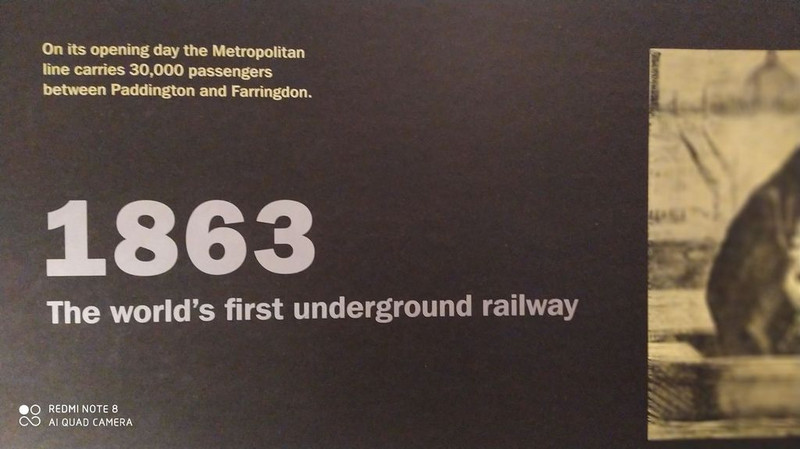 On its opening day the Metropolitan
line carries 30,000 passengers
between Paddington and Farringdon.
1863
The world's first underground railway
REDMI NOTE 8
AI QUAD CAMERA